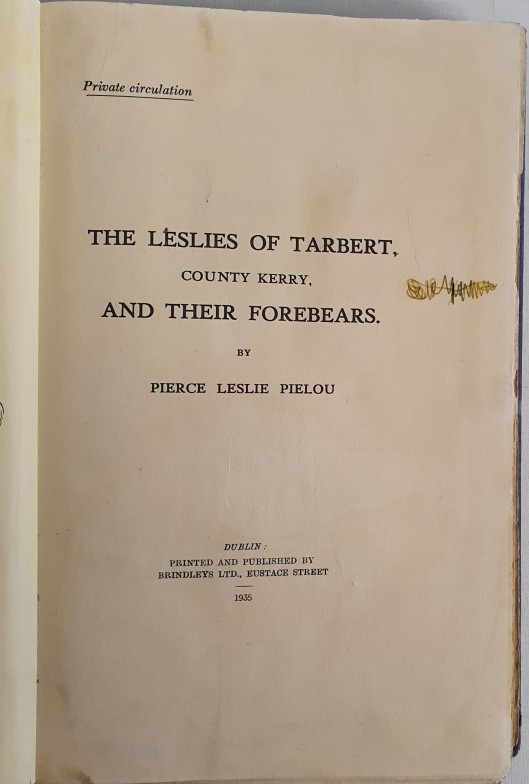 Private circulation
THE LESLIES OF TARBERT,
COUNTY KERRY,
AND THEIR FOREBEARS.
BY
PIERCE LESLIE PIELOU
DUBLIN:
PRINTED AND PUBLISHED BY
BRINDLEYS LTD., EUSTACE STREET
1935